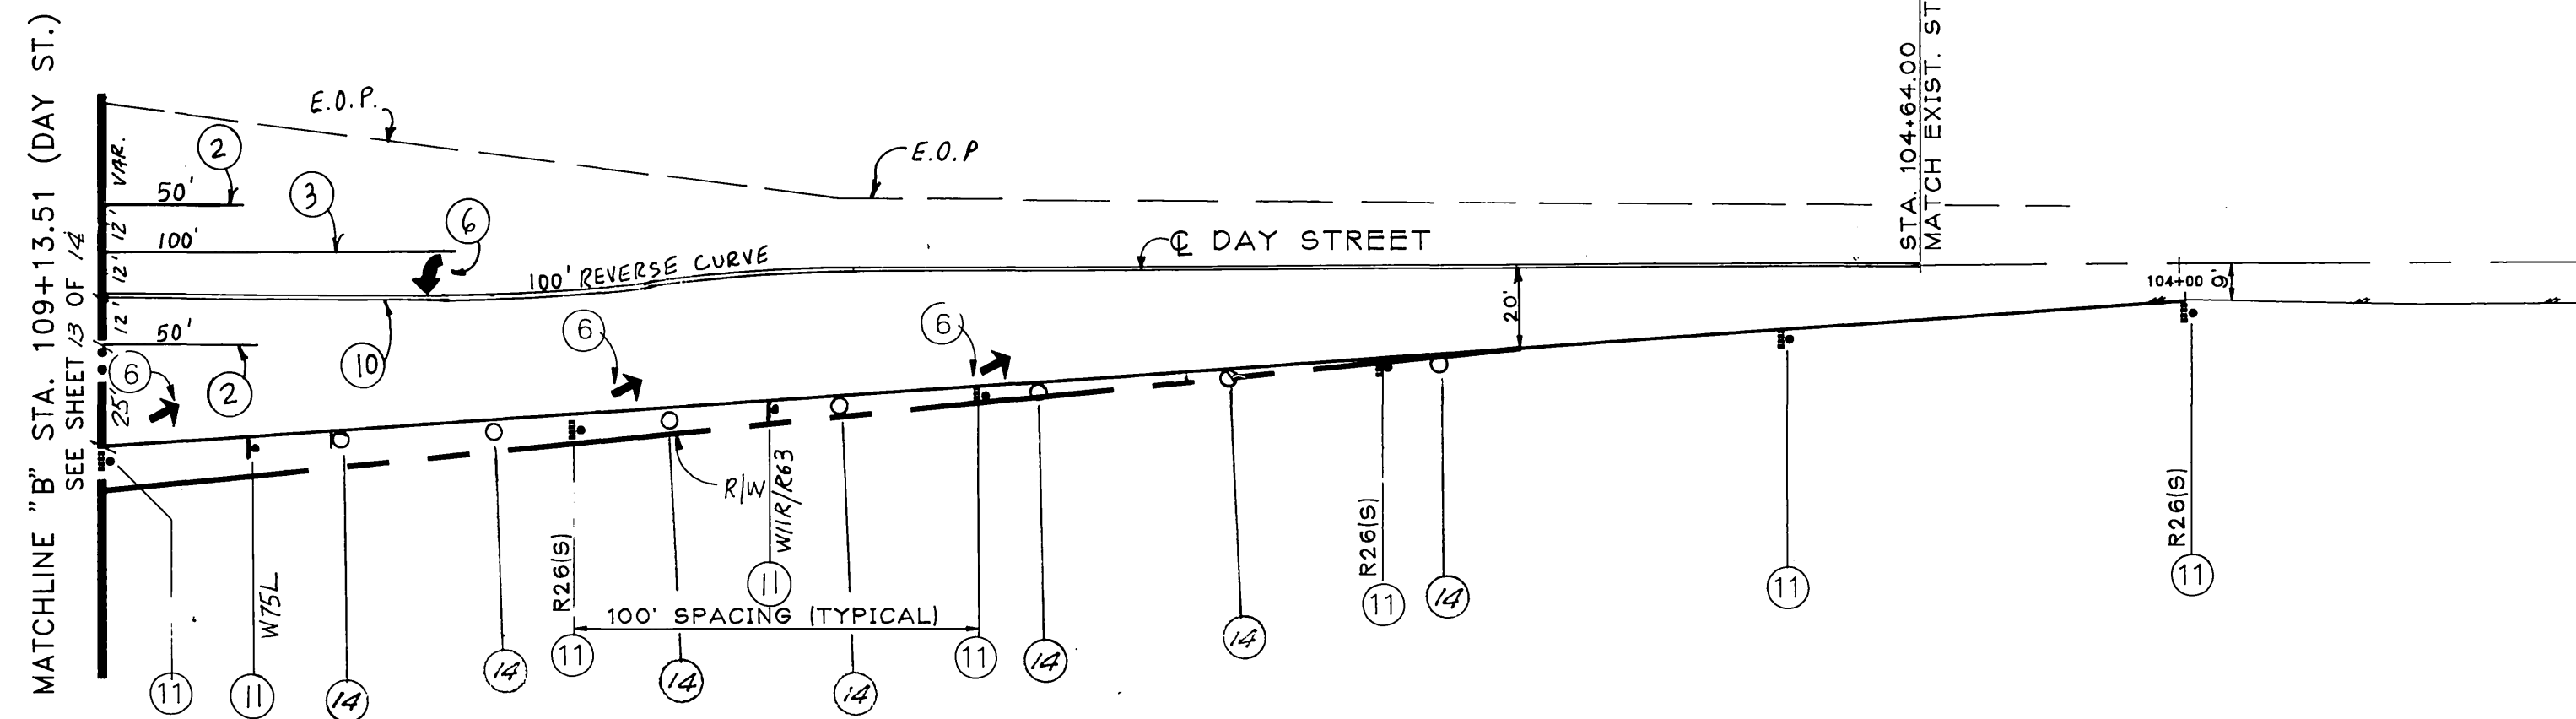 MATCHLINE "B" STA. 109+13.51 (DAY ST.)
SEE SHEET 13 OF 14
VAR.
12'
12'
12'
25'
E.O.P.
2
50'
3
100'
6
E.O.P
100' REVERSE CURVE
℄ DAY STREET
STA. 104+64.00
MATCH EXIST. ST
104+00
9'
20'
50'
10
2
6
6
6
R/W
W11R/R63
W75L
R26(S)
R26(S)
R26(S)
100' SPACING (TYPICAL)
11
11
14
14
11
14
11
14
11
14
14
11
14
11
11